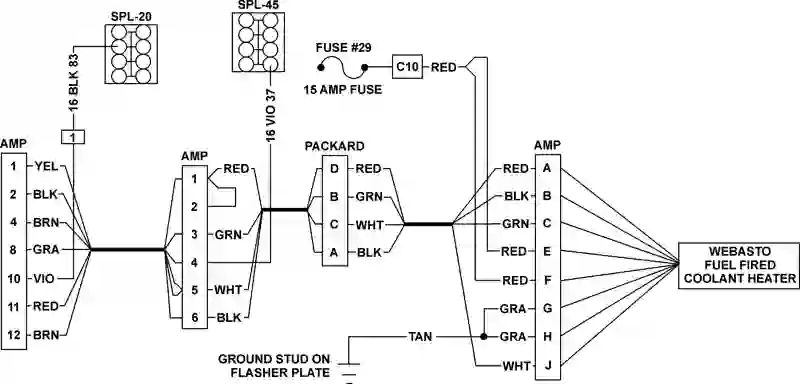 SPL-20
SPL-45
FUSE #29
15 AMP FUSE
C10
RED
16 BLK 83
1
16 VIO 37
AMP
1 YEL
2 BLK
4 BRN
8 GRA
10 VIO
11 RED
12 BRN
AMP
1 RED
2
3 GRN
4
5 WHT
6 BLK
PACKARD
D RED
B GRN
C WHT
A BLK
AMP
RED A
BLK B
GRN C
RED E
RED F
GRA G
GRA H
WHT J
TAN
GROUND STUD ON
FLASHER PLATE
WEBASTO
FUEL FIRED
COOLANT HEATER